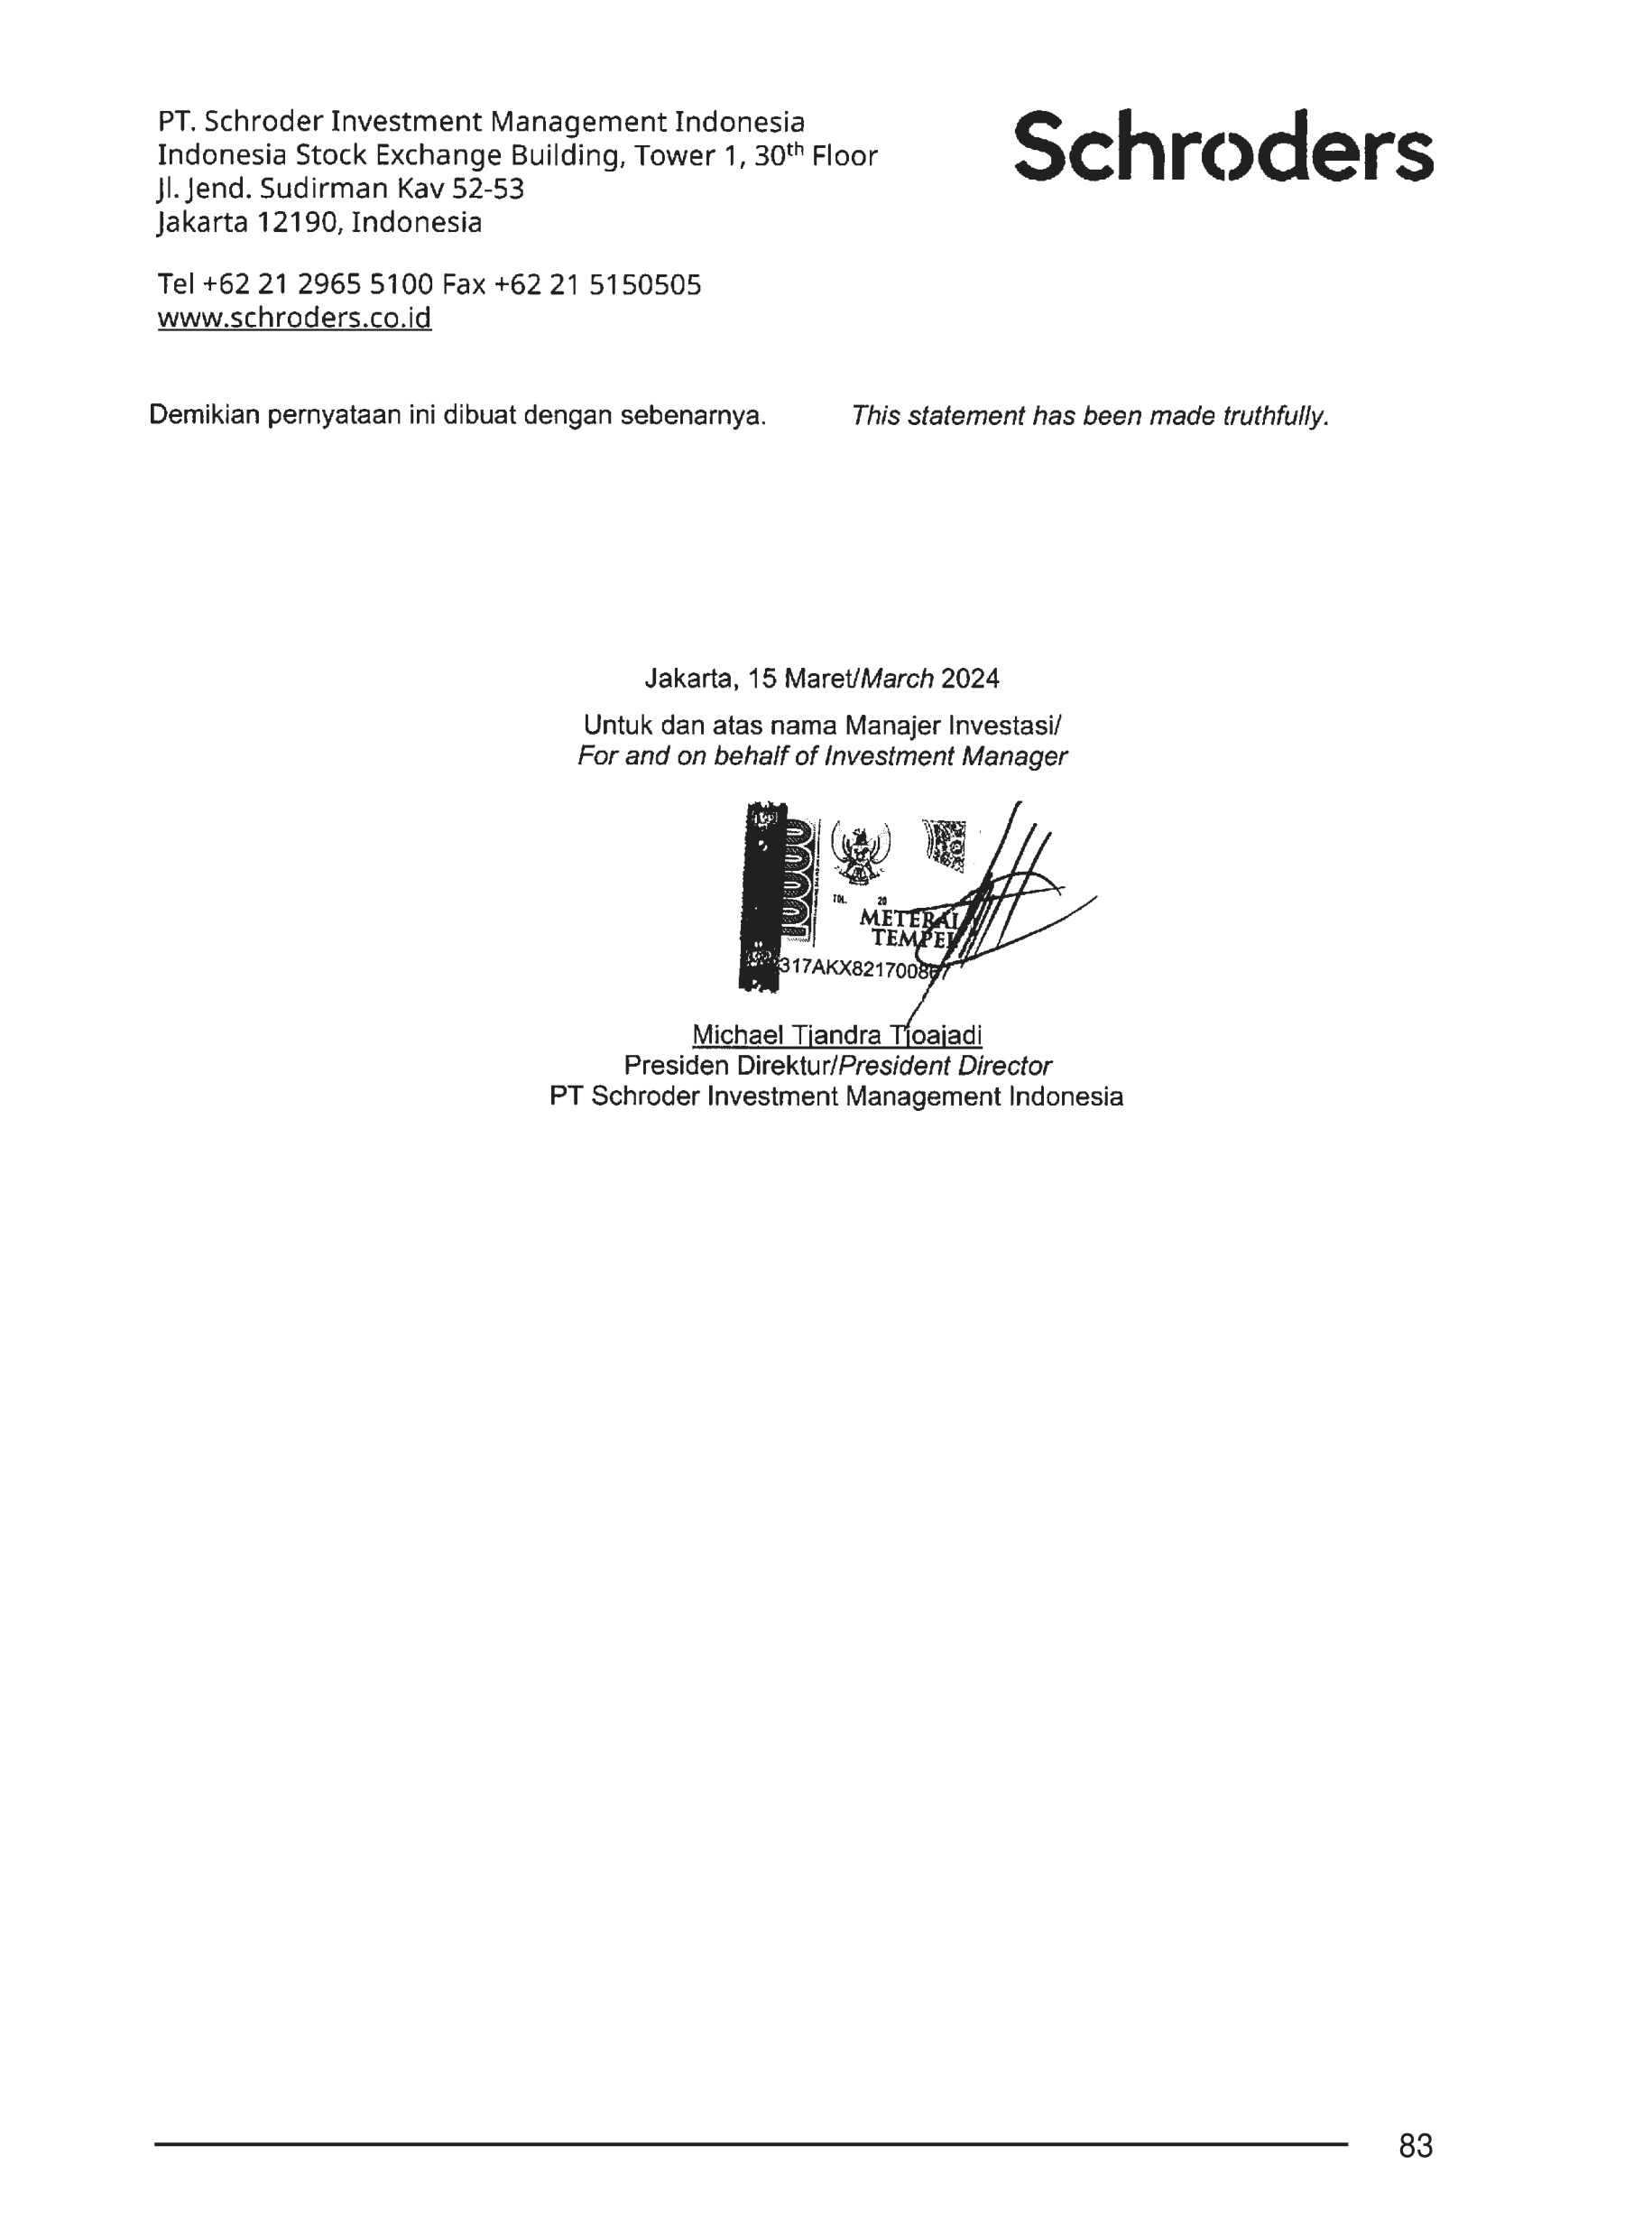 PT. Schroder Investment Management Indonesia
Indonesia Stock Exchange Building, Tower 1, 30th Floor
Jl. Jend. Sudirman Kav 52-53
Jakarta 12190, Indonesia
Schroders
Tel +62 21 2965 5100 Fax +62 21 5150505
www.schroders.co.id
Demikian pernyataan ini dibuat dengan sebenarnya.
This statement has been made truthfully.
Jakarta, 15 Maret/March 2024
Untuk dan atas nama Manajer Investasi/
For and on behalf of Investment Manager
10000
TGL. 20
METERAI
TEMPEL
Michael Tjandra Tjoajadi
Presiden Direktur/President Director
PT Schroder Investment Management Indonesia
83